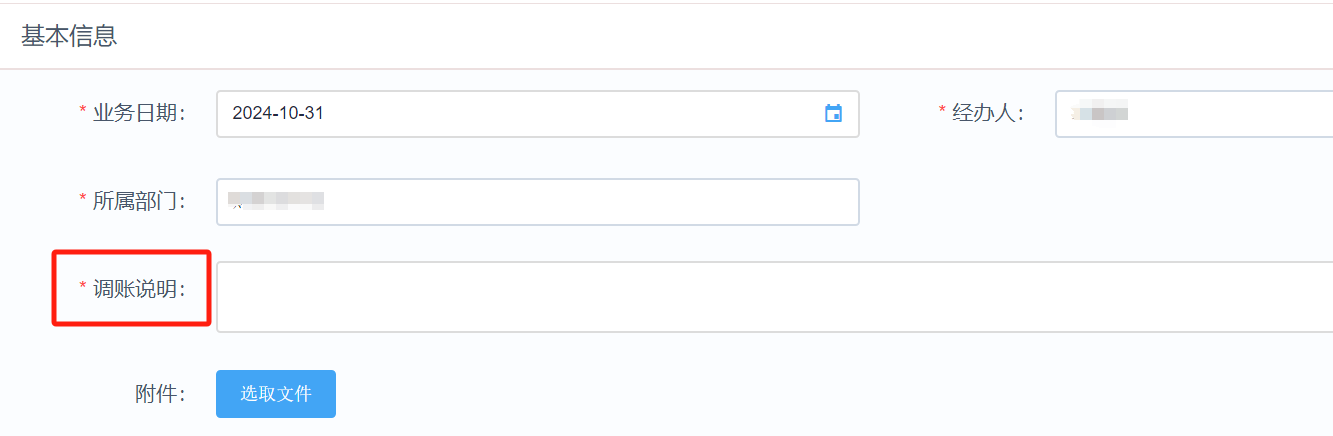 基本信息
* 业务日期： 2024-10-31 * 经办人：
* 所属部门：
* 调账说明：
附件： 选取文件